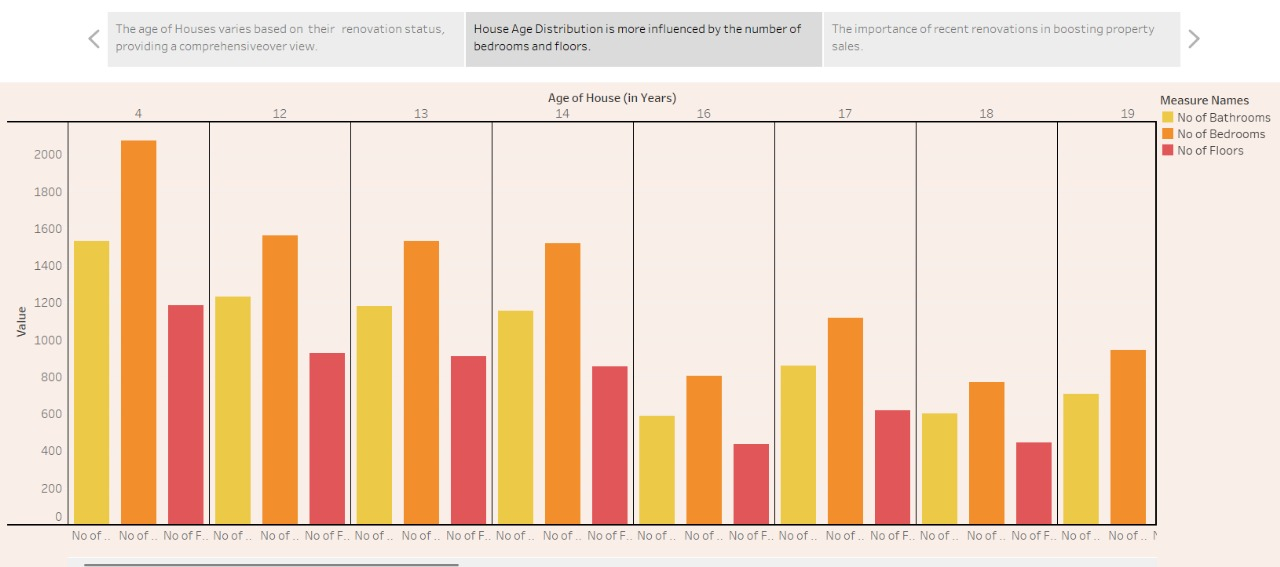 The age of Houses varies based on their renovation status,
providing a comprehensiveover view.
House Age Distribution is more influenced by the number of
bedrooms and floors.
The importance of recent renovations in boosting property
sales.
Age of House (in Years)
4 12 13 14 16 17 18 19
Measure Names
No of Bathrooms
No of Bedrooms
No of Floors
Value
2000
1800
1600
1400
1200
1000
800
600
400
200
0
No of .. No of .. No of F.. No of .. No of .. No of F.. No of .. No of .. No of F.. No of .. No of .. No of F.. No of .. No of .. No of F.. No of .. No of .. No of F.. No of .. No of .. No of F.. No of .. No of ..